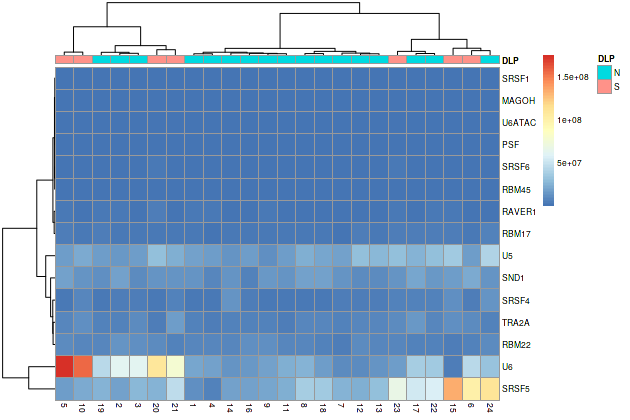 DLP
DLP
N
S
1.5e+08
1e+08
5e+07
SRSF1
MAGOH
U6ATAC
PSF
SRSF6
RBM45
RAVER1
RBM17
U5
SND1
SRSF4
TRA2A
RBM22
U6
SRSF5
5 10 19 2 3 20 21 1 4 14 16 9 11 8 18 7 12 13 23 17 22 15 6 24